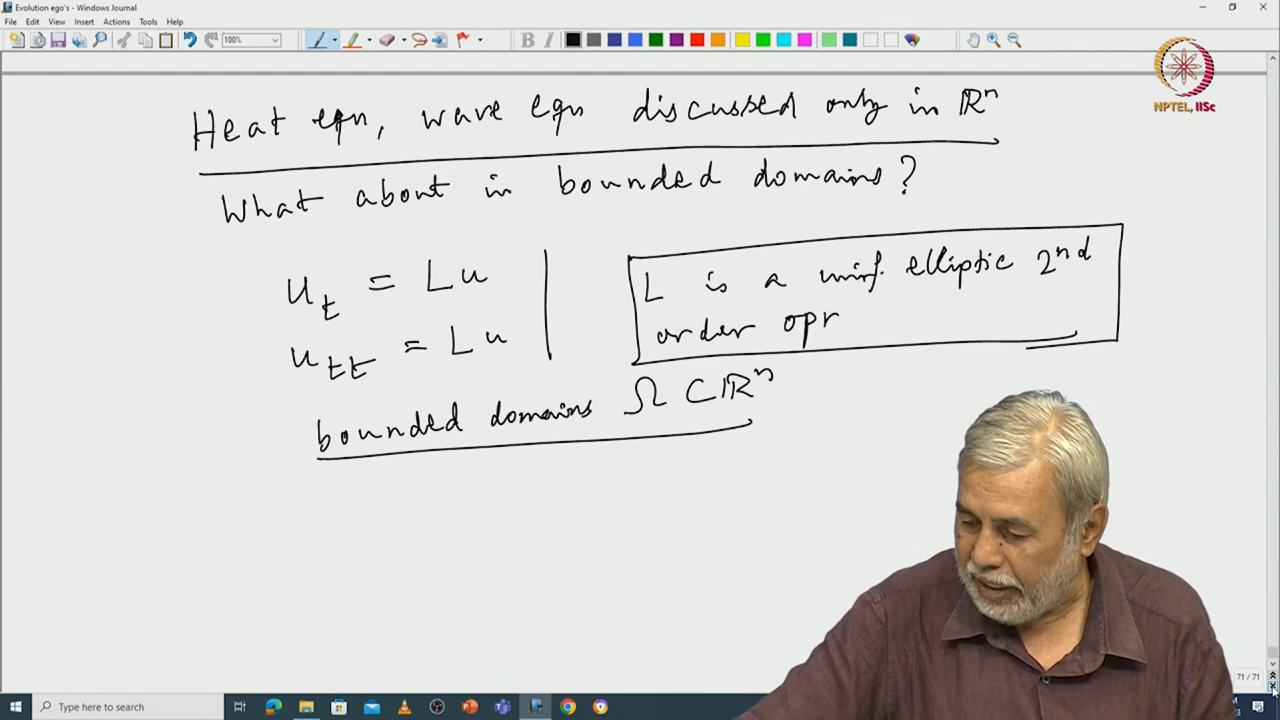 Evolution eqo's - Windows Journal
File Edit View Insert Actions Tools Help
100%
B I
NPTEL, IISc
Heat eqn, wave eqn discussed only in ℝⁿ
What about in bounded domains?
u_t = Lu
u_tt = Lu
L is a unif. elliptic 2nd
order opr
bounded domains Ω ⊂ ℝⁿ
71 / 71
Type here to search